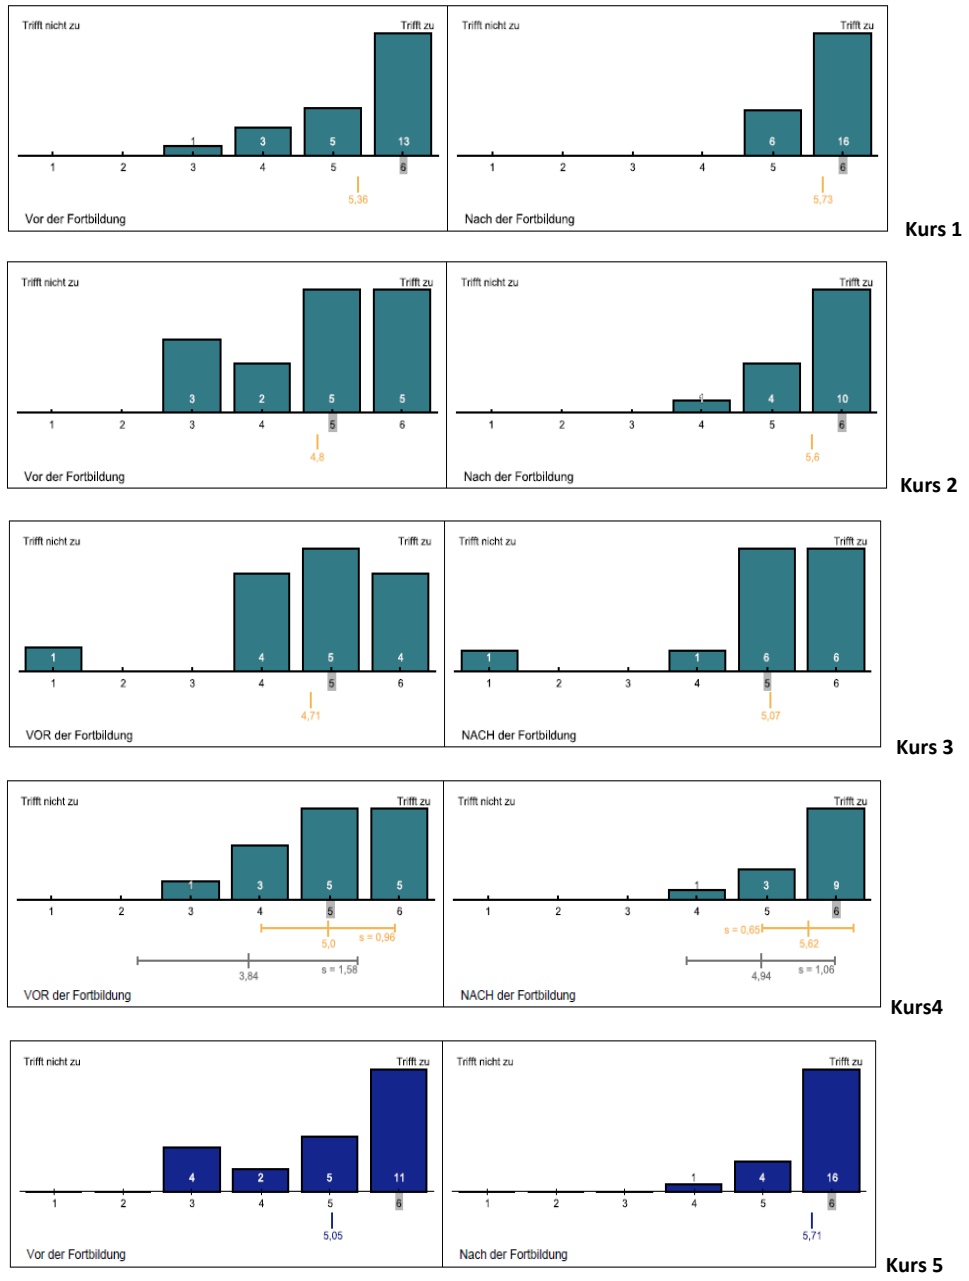 Trifft nicht zu Trifft zu Trifft nicht zu Trifft zu
1 3 5 13 6 16
1 2 3 4 5 6 1 2 3 4 5 6
5,36 5,73
Vor der Fortbildung Nach der Fortbildung
Kurs 1
Trifft nicht zu Trifft zu Trifft nicht zu Trifft zu
3 2 5 5 1 4 10
1 2 3 4 5 6 1 2 3 4 5 6
4,8 5,6
Vor der Fortbildung Nach der Fortbildung
Kurs 2
Trifft nicht zu Trifft zu Trifft nicht zu Trifft zu
1 4 5 4 1 1 6 6
1 2 3 4 5 6 1 2 3 4 5 6
4,71 5,07
VOR der Fortbildung NACH der Fortbildung
Kurs 3
Trifft nicht zu Trifft zu Trifft nicht zu Trifft zu
1 3 5 5 1 3 9
1 2 3 4 5 6 1 2 3 4 5 6
5,0 s = 0,96 s = 0,65 5,62
3,84 s = 1,58 4,94 s = 1,06
VOR der Fortbildung NACH der Fortbildung
Kurs4
Trifft nicht zu Trifft zu Trifft nicht zu Trifft zu
4 2 5 11 1 4 16
1 2 3 4 5 6 1 2 3 4 5 6
5,05 5,71
Vor der Fortbildung Nach der Fortbildung
Kurs 5